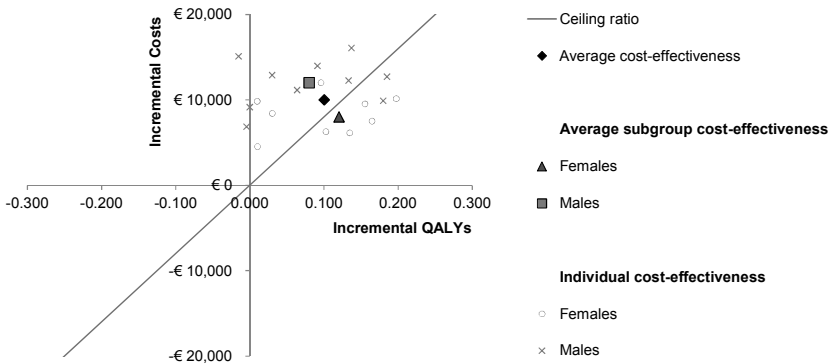 € 20,000
€ 10,000
€ 0
-€ 10,000
-€ 20,000
Incremental Costs
-0.300
-0.200
-0.100
0.000
0.100
0.200
0.300
Incremental QALYs
Ceiling ratio
Average cost-effectiveness
Average subgroup cost-effectiveness
Females
Males
Individual cost-effectiveness
Females
Males